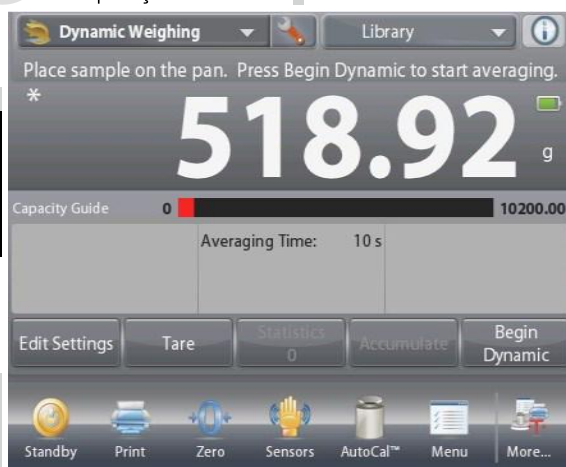 Dynamic Weighing Library
Place sample on the pan. Press Begin Dynamic to start averaging.
*
518.92
g
Capacity Guide 0 10200.00
Averaging Time: 10 s
Edit Settings Tare Statistics 0 Accumulate Begin Dynamic
Standby Print Zero Sensors AutoCal™ Menu More...